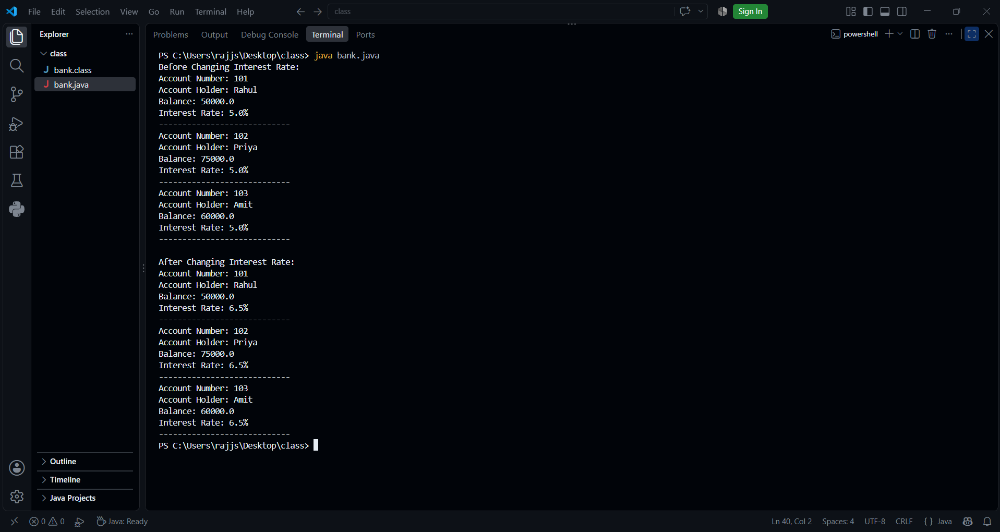 File Edit Selection View Go Run Terminal Help
class
Sign In
Explorer
class
bank.class
bank.java
Outline
Timeline
Java Projects
Problems Output Debug Console Terminal Ports
powershell
PS C:\Users\rajjs\Desktop\class> java bank.java
Before Changing Interest Rate:
Account Number: 101
Account Holder: Rahul
Balance: 50000.0
Interest Rate: 5.0%
----------------------------
Account Number: 102
Account Holder: Priya
Balance: 75000.0
Interest Rate: 5.0%
----------------------------
Account Number: 103
Account Holder: Amit
Balance: 60000.0
Interest Rate: 5.0%
----------------------------
After Changing Interest Rate:
Account Number: 101
Account Holder: Rahul
Balance: 50000.0
Interest Rate: 6.5%
----------------------------
Account Number: 102
Account Holder: Priya
Balance: 75000.0
Interest Rate: 6.5%
----------------------------
Account Number: 103
Account Holder: Amit
Balance: 60000.0
Interest Rate: 6.5%
----------------------------
PS C:\Users\rajjs\Desktop\class>
0 0 Java: Ready
Ln 40, Col 2 Spaces: 4 UTF-8 CRLF { } Java